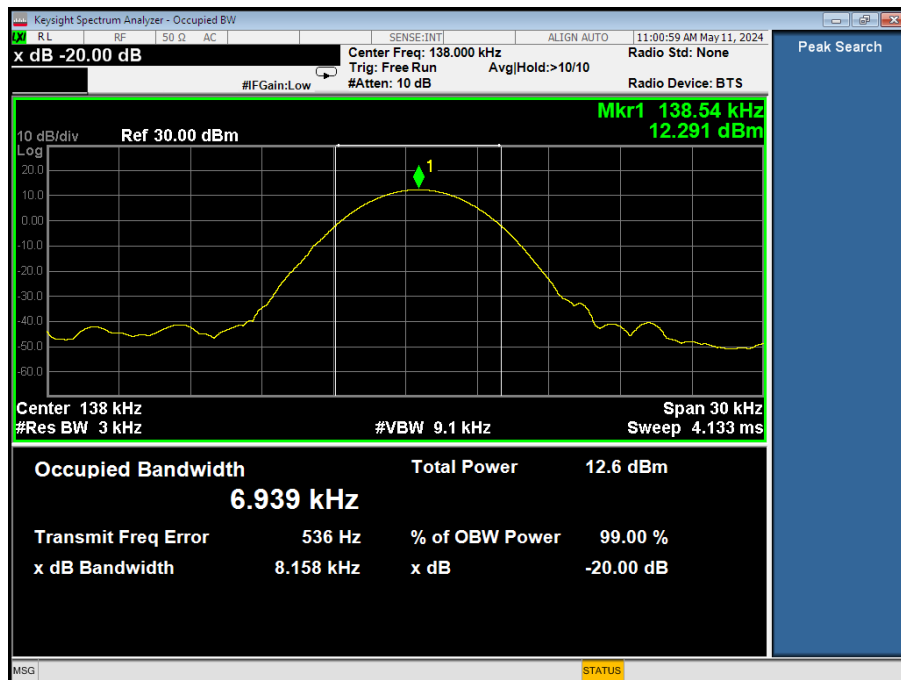 Keysight Spectrum Analyzer - Occupied BW
LXI RL RF 50 Ω AC SENSE:INT ALIGN AUTO 11:00:59 AM May 11, 2024
x dB -20.00 dB
Center Freq: 138.000 kHz Radio Std: None
Trig: Free Run Avg|Hold:>10/10
#IFGain:Low #Atten: 10 dB Radio Device: BTS
Peak Search
Mkr1 138.54 kHz
12.291 dBm
10 dB/div Ref 30.00 dBm
Log
1
20.0
10.0
0.00
-10.0
-20.0
-30.0
-40.0
-50.0
-60.0
Center 138 kHz Span 30 kHz
#Res BW 3 kHz #VBW 9.1 kHz Sweep 4.133 ms
Occupied Bandwidth Total Power 12.6 dBm
6.939 kHz
Transmit Freq Error 536 Hz % of OBW Power 99.00 %
x dB Bandwidth 8.158 kHz x dB -20.00 dB
MSG STATUS